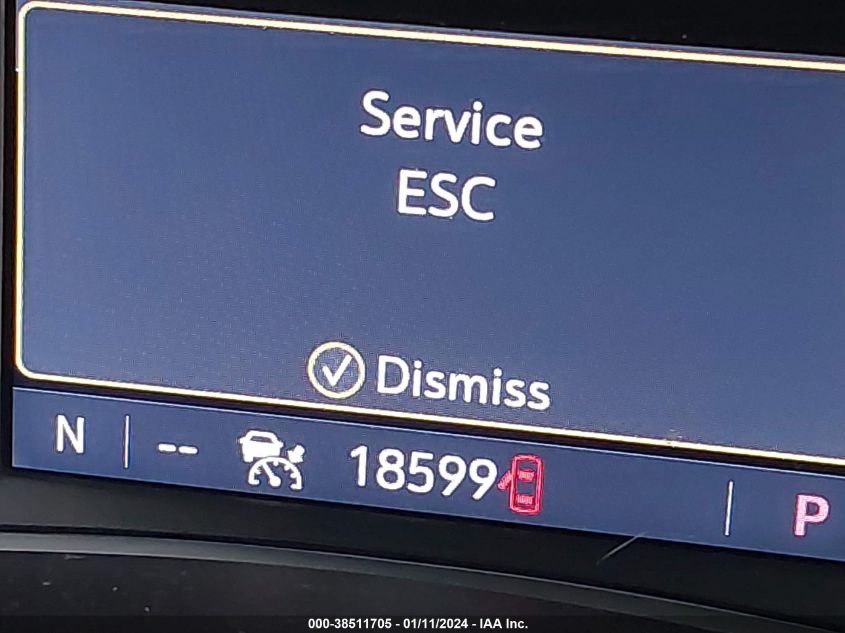 Service
ESC
Dismiss
N -- 18599 P
000-38511705 - 01/11/2024 - IAA Inc.